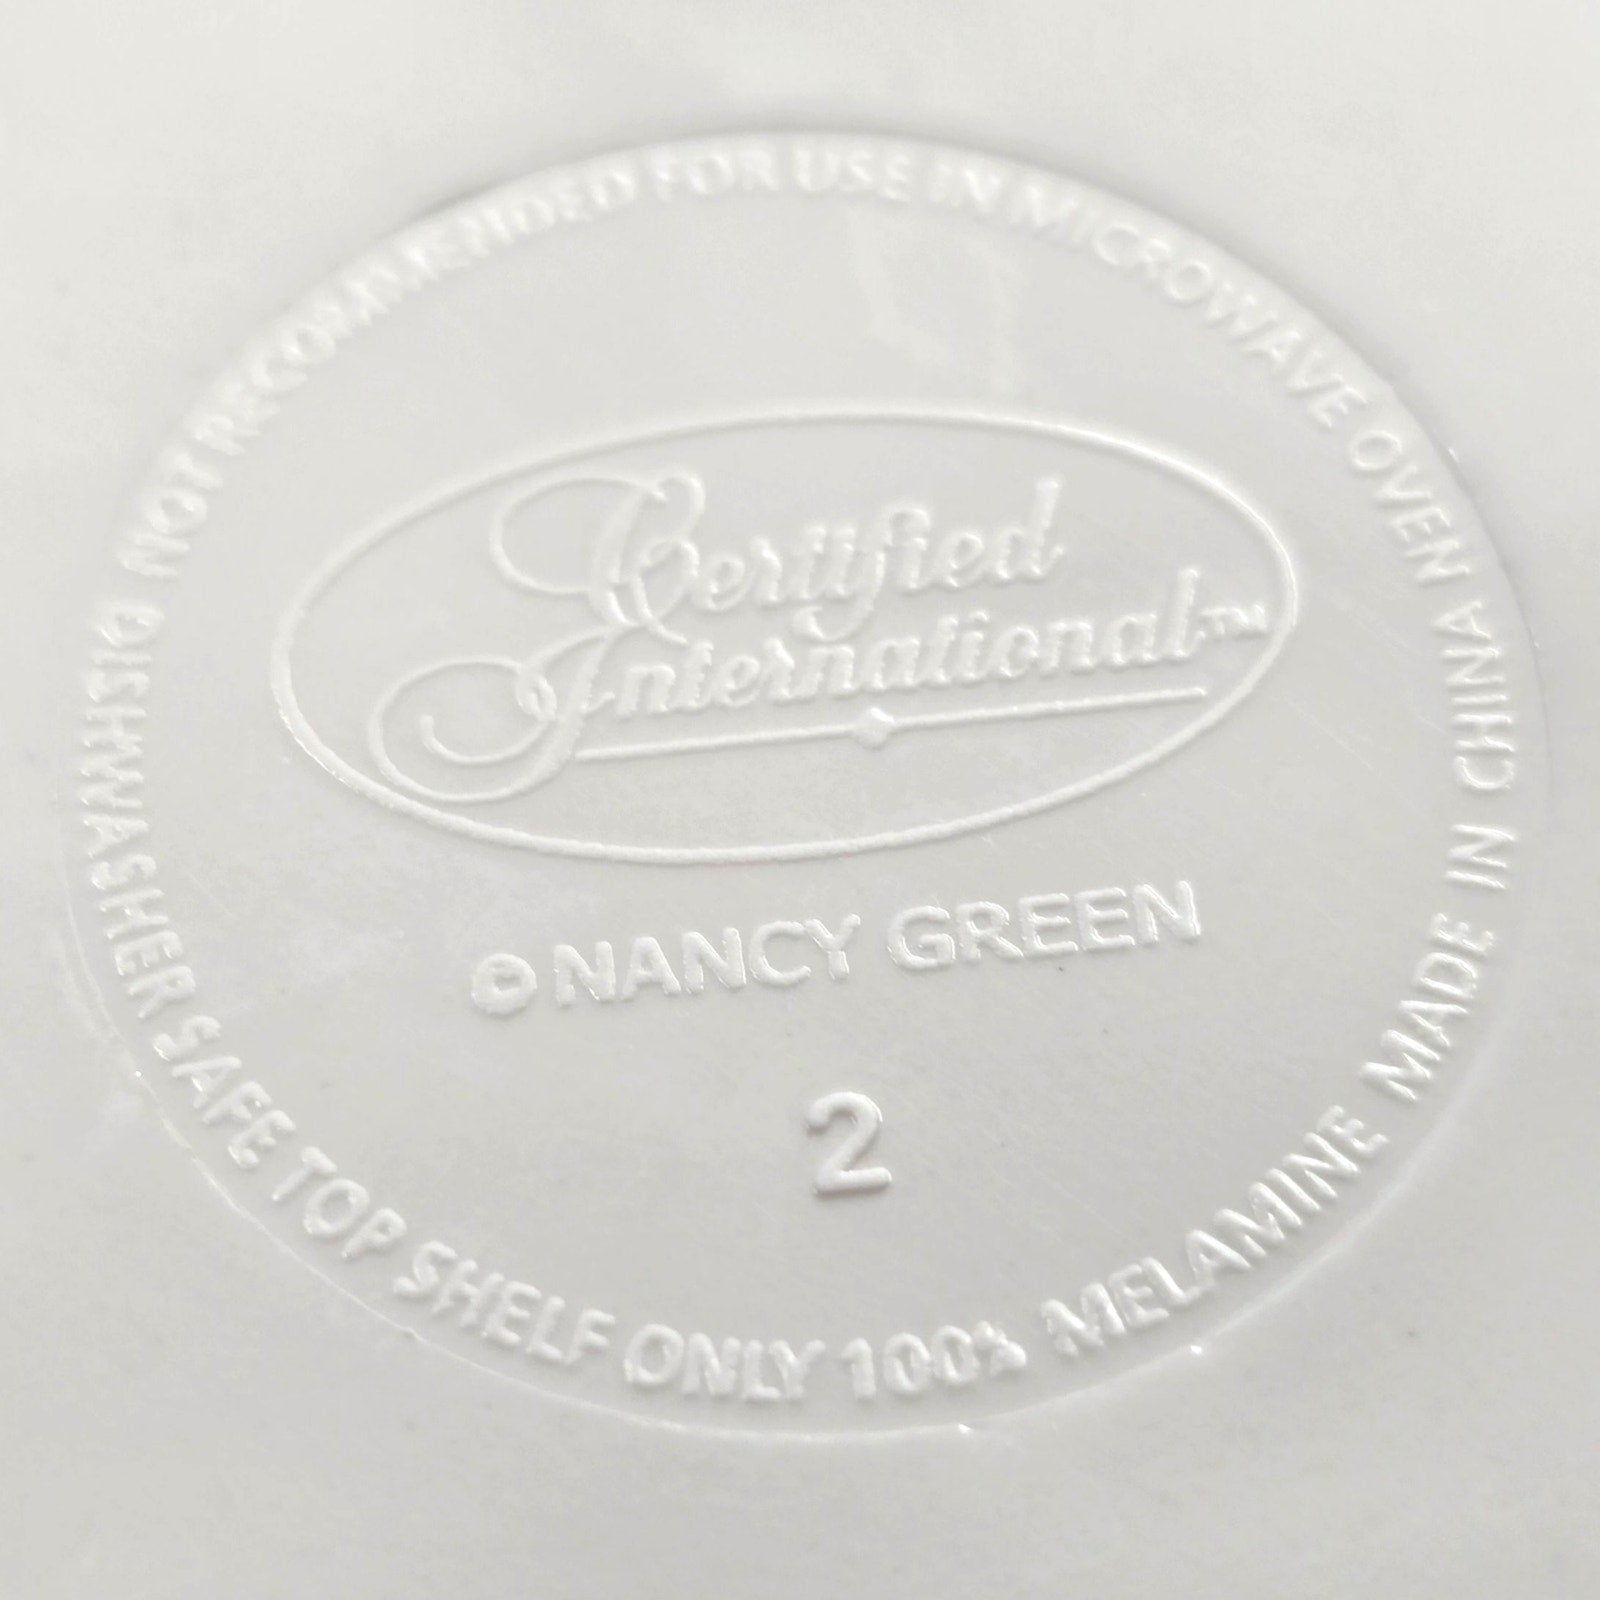 NOT RECOMMENDED FOR USE IN MICROWAVE OVEN
Certified
International™
© NANCY GREEN
2
DISHWASHER SAFE TOP SHELF ONLY 100% MELAMINE MADE IN CHINA